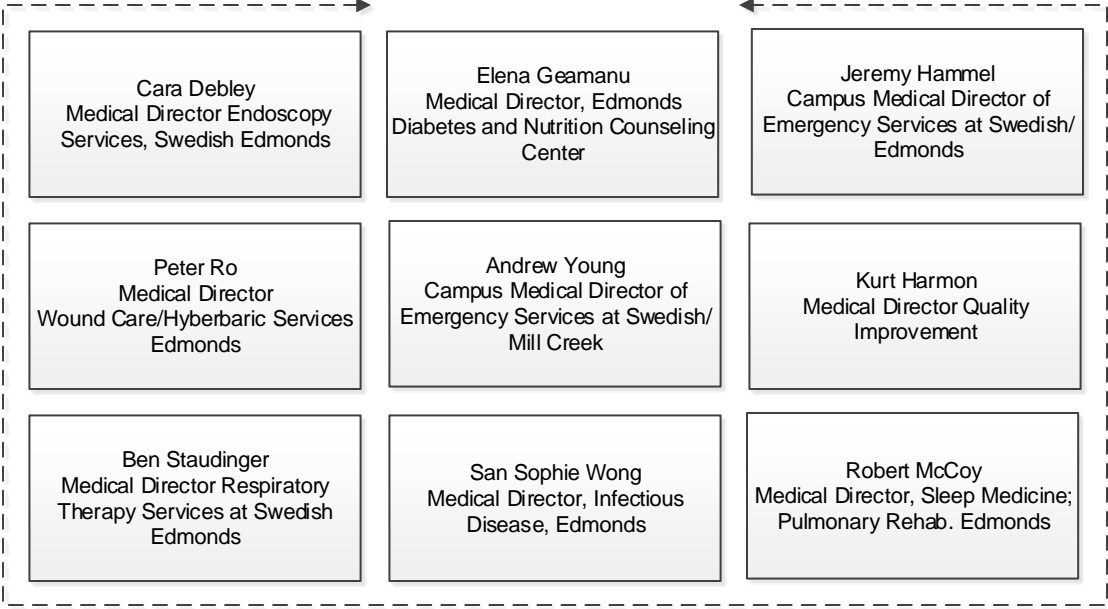 Cara Debley
Medical Director Endoscopy
Services, Swedish Edmonds
Elena Geamanu
Medical Director, Edmonds
Diabetes and Nutrition Counseling
Center
Jeremy Hammel
Campus Medical Director of
Emergency Services at Swedish/
Edmonds
Peter Ro
Medical Director
Wound Care/Hyberbaric Services
Edmonds
Andrew Young
Campus Medical Director of
Emergency Services at Swedish/
Mill Creek
Kurt Harmon
Medical Director Quality
Improvement
Ben Staudinger
Medical Director Respiratory
Therapy Services at Swedish
Edmonds
San Sophie Wong
Medical Director, Infectious
Disease, Edmonds
Robert McCoy
Medical Director, Sleep Medicine;
Pulmonary Rehab. Edmonds